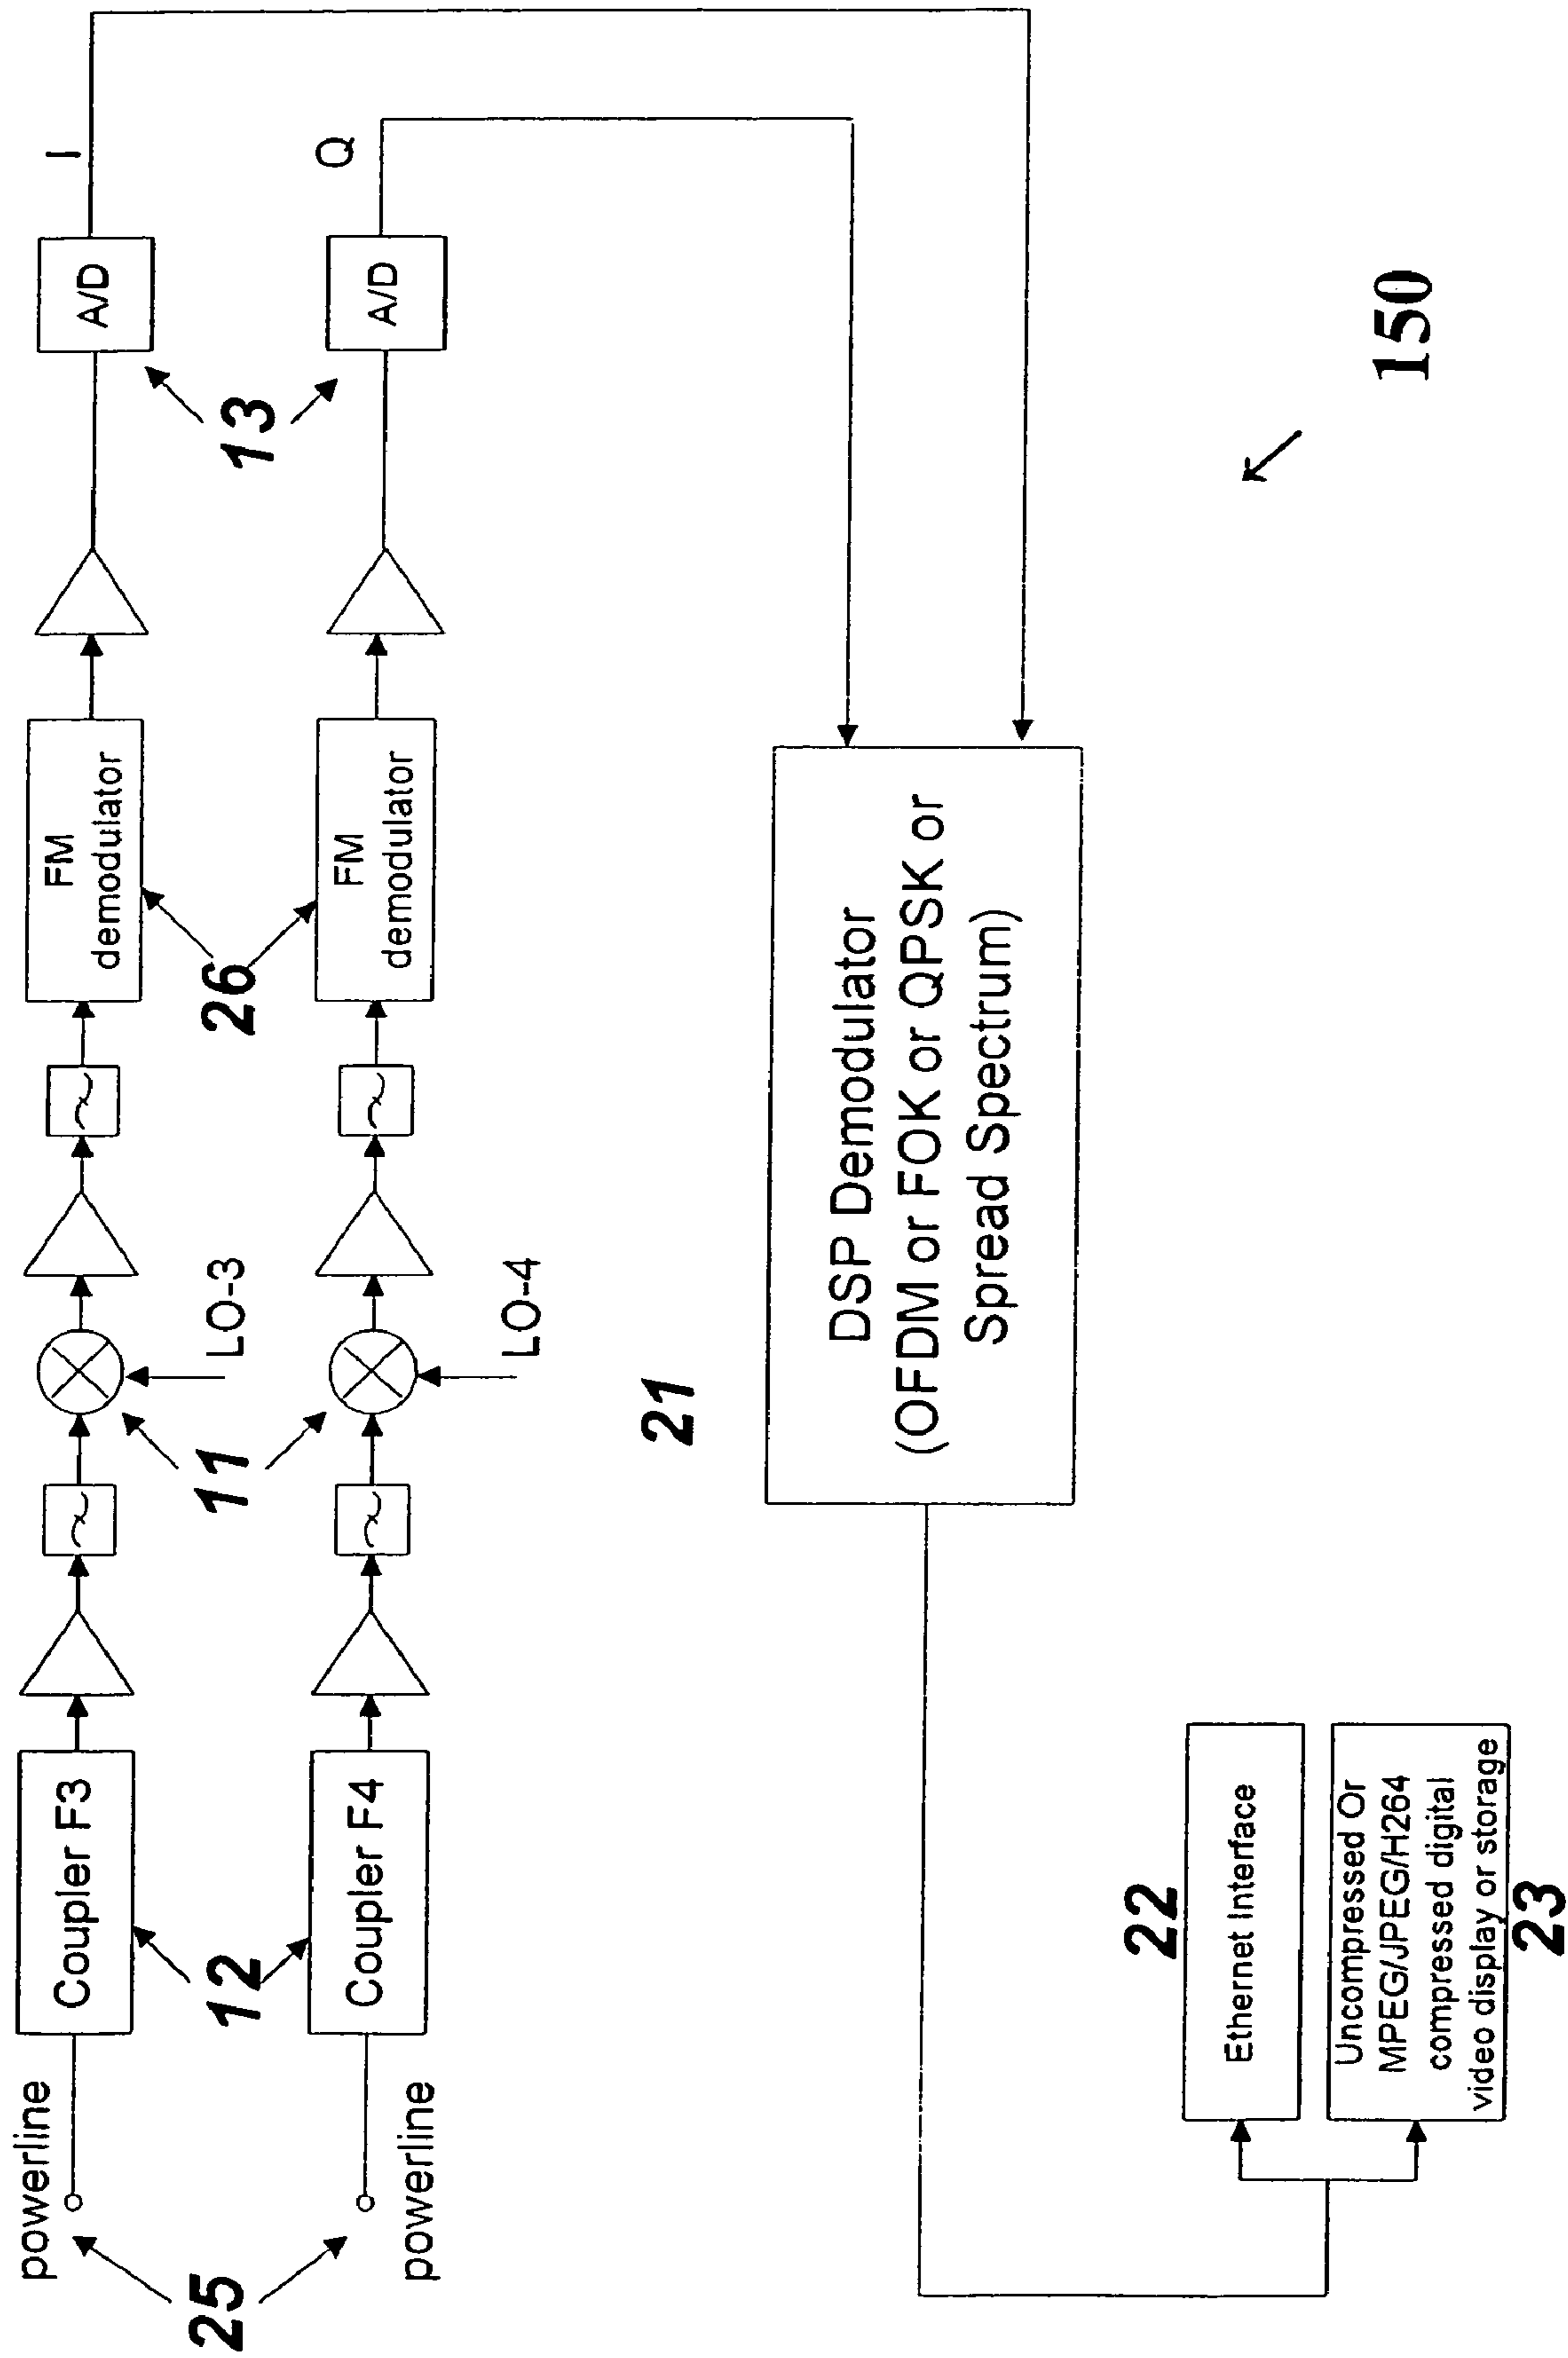 powerline
25
Coupler F3
12
LO-3
11
FM
demodulator
26
A/D
13
I
powerline
Coupler F4
LO-4
FM
demodulator
A/D
Q
21
DSP Demodulator
(OFDM or FOK or QPSK or
Spread Spectrum)
22
Ethernet Interface
Uncompressed Or
MPEG/JPEG/H264
compressed digital
video display or storage
23
150